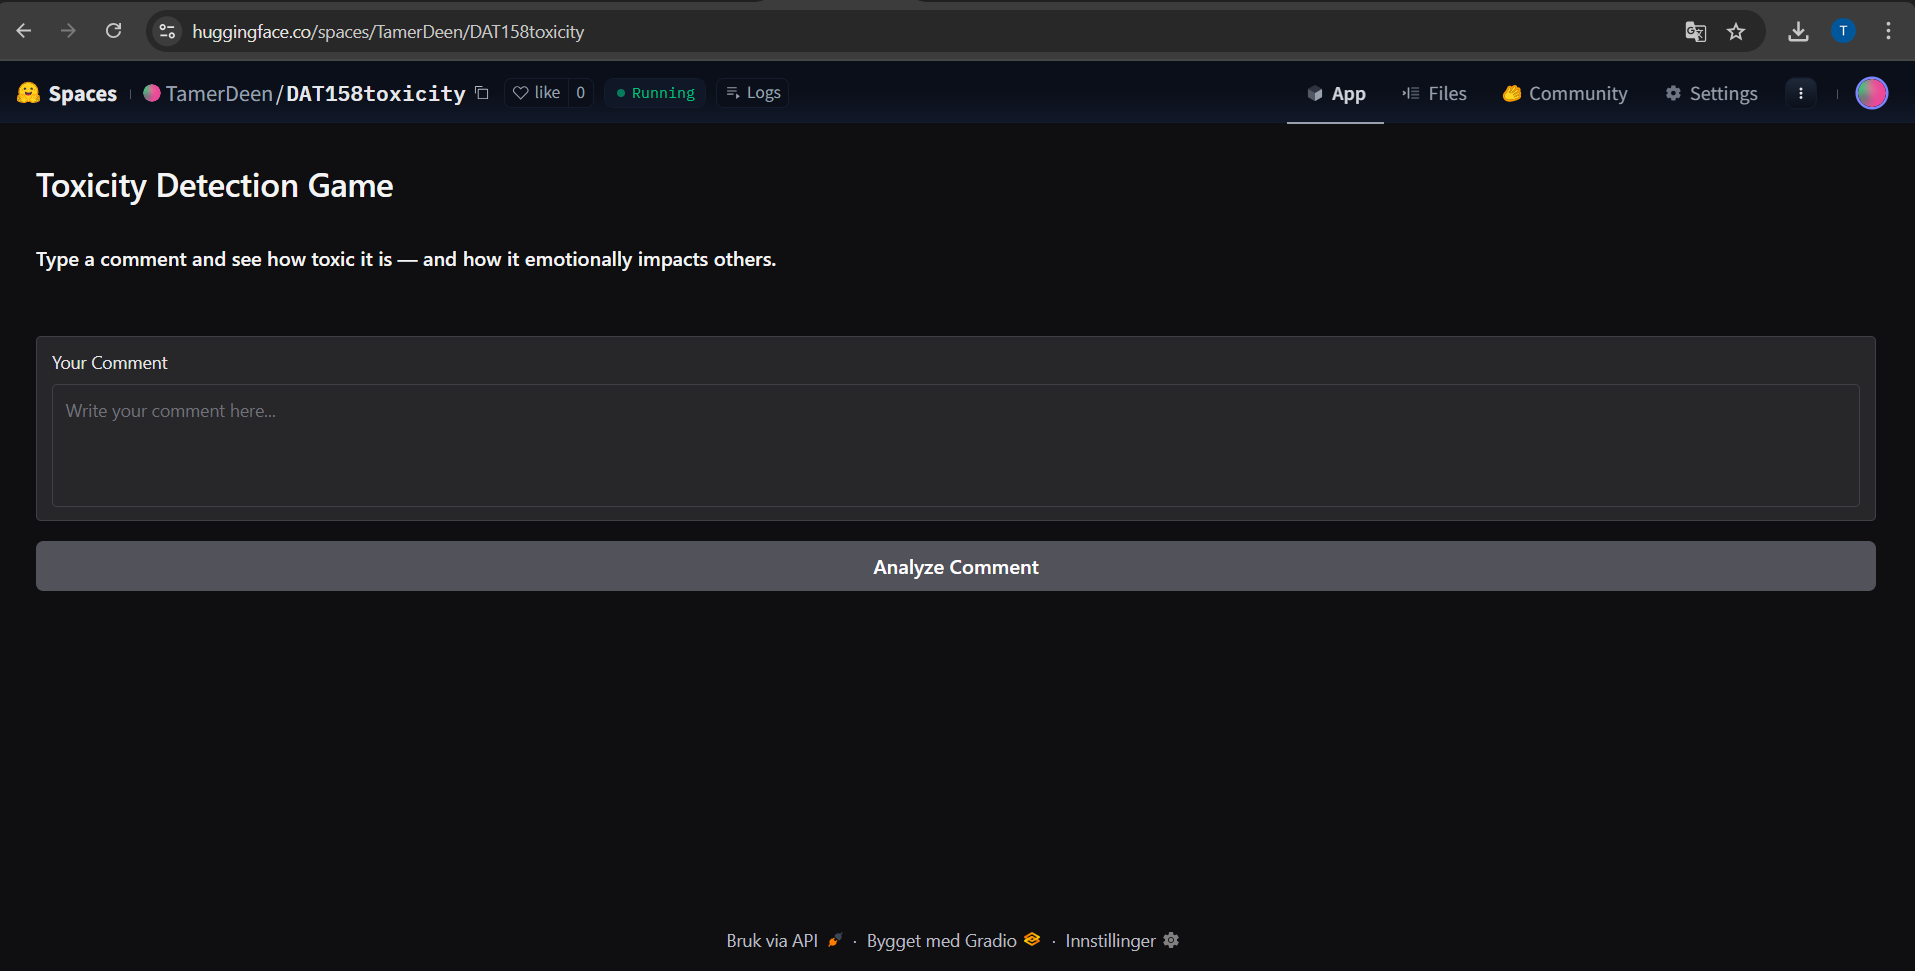 huggingface.co/spaces/TamerDeen/DAT158toxicity
T
Spaces TamerDeen/DAT158toxicity like 0 Running Logs App Files Community Settings
Toxicity Detection Game
Type a comment and see how toxic it is — and how it emotionally impacts others.
Your Comment
Write your comment here...
Analyze Comment
Bruk via API · Bygget med Gradio · Innstillinger